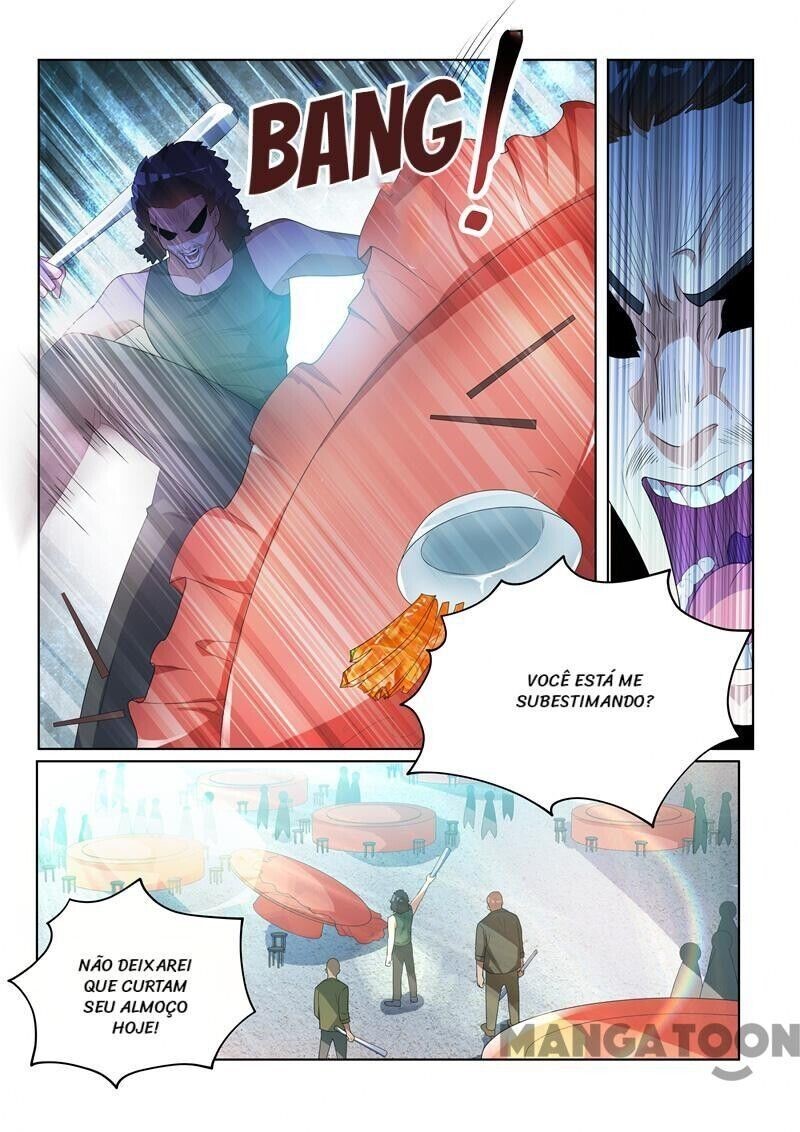 BANG!
VOCÊ ESTÁ ME
SUBESTIMANDO?
NÃO DEIXAREI
QUE CURTAM
SEU ALMOÇO
HOJE!
MANGATOON